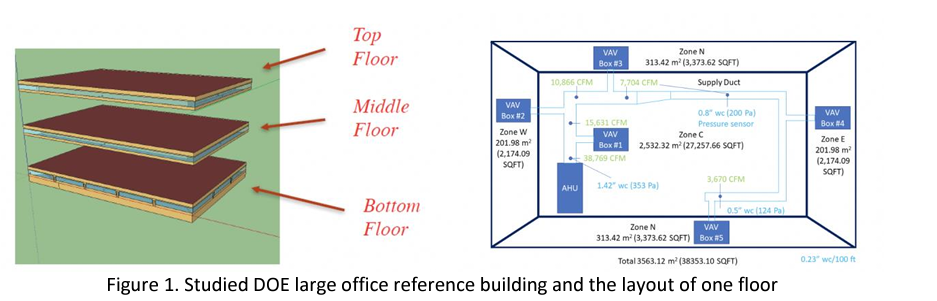 Top
Floor
Middle
Floor
Bottom
Floor
VAV
Box #3
Zone N
313.42 m² (3,373.62 SQFT)
10,866 CFM
7,704 CFM
Supply Duct
VAV
Box #2
0.8" wc (200 Pa)
Pressure sensor
VAV
Box #4
Zone W
201.98 m²
(2,174.09
SQFT)
15,631 CFM
VAV
Box #1
Zone C
2,532.32 m² (27,257.66 SQFT)
Zone E
201.98 m²
(2,174.09
SQFT)
38,769 CFM
AHU
1.42" wc (353 Pa)
3,670 CFM
0.5" wc (124 Pa)
Zone N
313.42 m² (3,373.62 SQFT)
VAV
Box #5
Total 3563.12 m² (38353.10 SQFT)
0.23" wc/100 ft
Figure 1. Studied DOE large office reference building and the layout of one floor